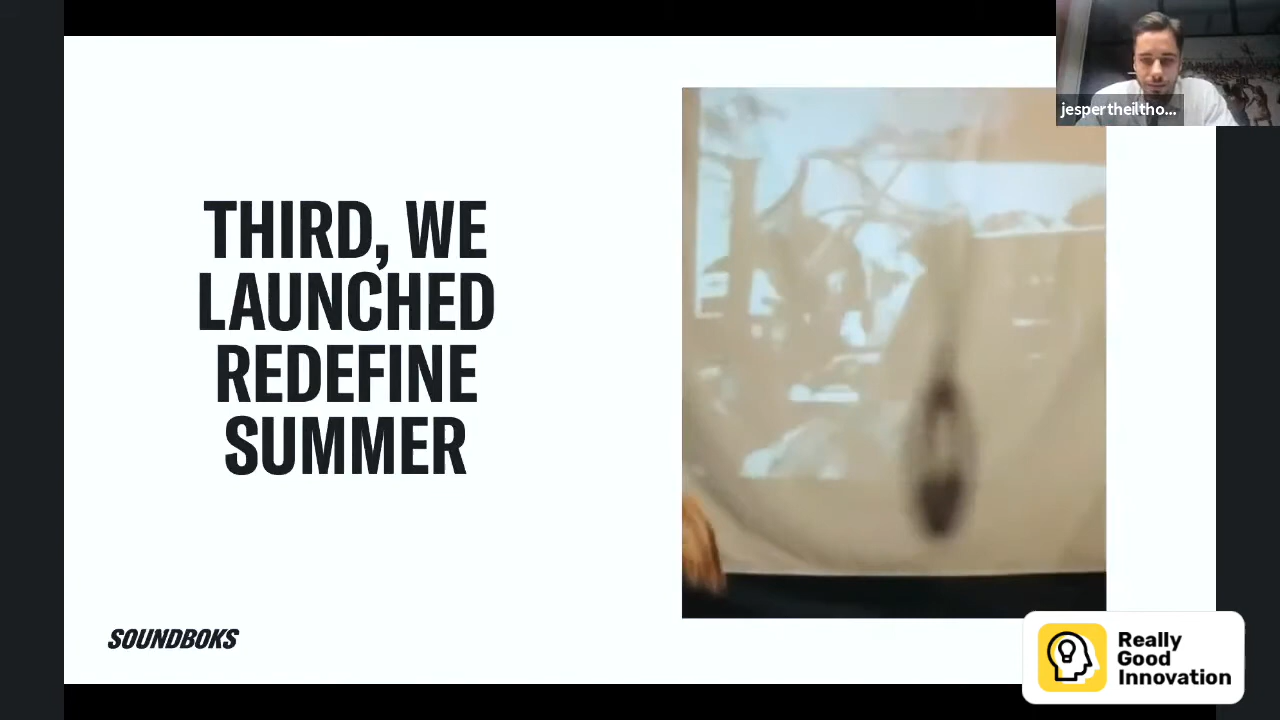 jespertheiltho...
THIRD, WE
LAUNCHED
REDEFINE
SUMMER
SOUNDBOKS
Really
Good
Innovation